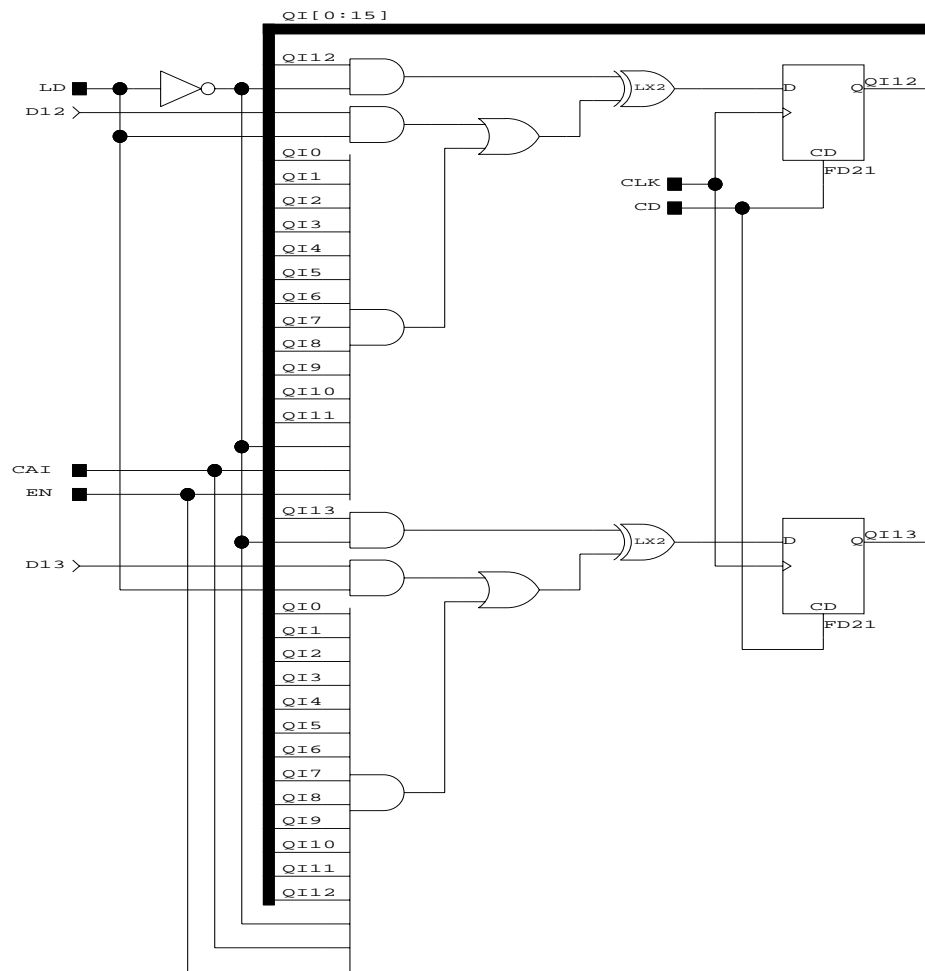 QI[0:15]
QI12
LD
LX2
D
Q
QI12
D12
QI0
CD
FD21
QI1
CLK
QI2
CD
QI3
QI4
QI5
QI6
QI7
QI8
QI9
QI10
QI11
CAI
EN
QI13
LX2
D
Q
QI13
D13
QI0
CD
FD21
QI1
QI2
QI3
QI4
QI5
QI6
QI7
QI8
QI9
QI10
QI11
QI12